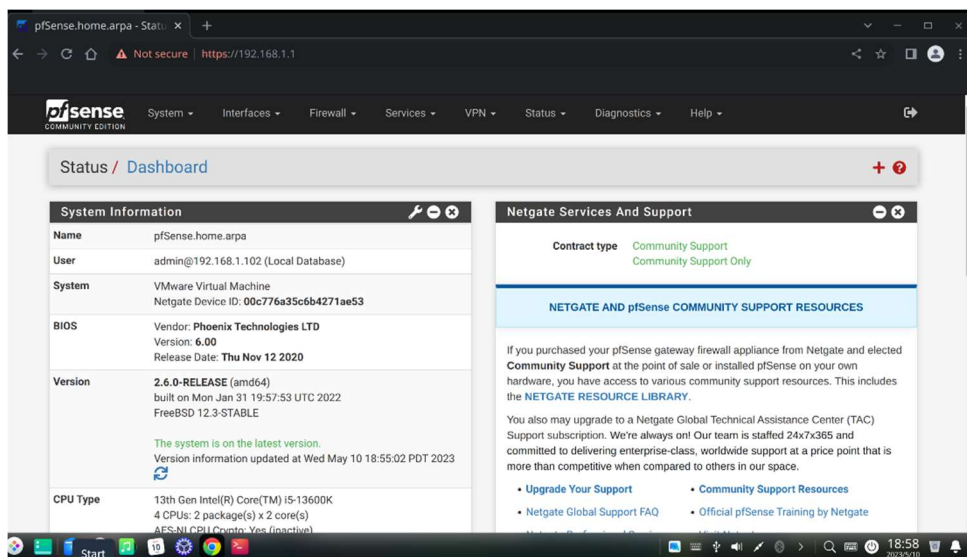 pfSense.home.arpa - Statu
Not secure | https://192.168.1.1
pfsense
COMMUNITY EDITION
System
Interfaces
Firewall
Services
VPN
Status
Diagnostics
Help
Status / Dashboard
System Information
Name pfSense.home.arpa
User admin@192.168.1.102 (Local Database)
System VMware Virtual Machine
Netgate Device ID: 00c776a35c6b4271ae53
BIOS Vendor: Phoenix Technologies LTD
Version: 6.00
Release Date: Thu Nov 12 2020
Version 2.6.0-RELEASE (amd64)
built on Mon Jan 31 19:57:53 UTC 2022
FreeBSD 12.3-STABLE
The system is on the latest version.
Version information updated at Wed May 10 18:55:02 PDT 2023
CPU Type 13th Gen Intel(R) Core(TM) i5-13600K
4 CPUs: 2 package(s) x 2 core(s)
AES-NI CPU Crypto: Yes (inactive)
Netgate Services And Support
Contract type Community Support
Community Support Only
NETGATE AND pfSense COMMUNITY SUPPORT RESOURCES
If you purchased your pfSense gateway firewall appliance from Netgate and elected
Community Support at the point of sale or installed pfSense on your own
hardware, you have access to various community support resources. This includes
the NETGATE RESOURCE LIBRARY.
You also may upgrade to a Netgate Global Technical Assistance Center (TAC)
Support subscription. We're always on! Our team is staffed 24x7x365 and
committed to delivering enterprise-class, worldwide support at a price point that is
more than competitive when compared to others in our space.
• Upgrade Your Support
• Community Support Resources
• Netgate Global Support FAQ
• Official pfSense Training by Netgate
Start
10
18:58
2023/5/10